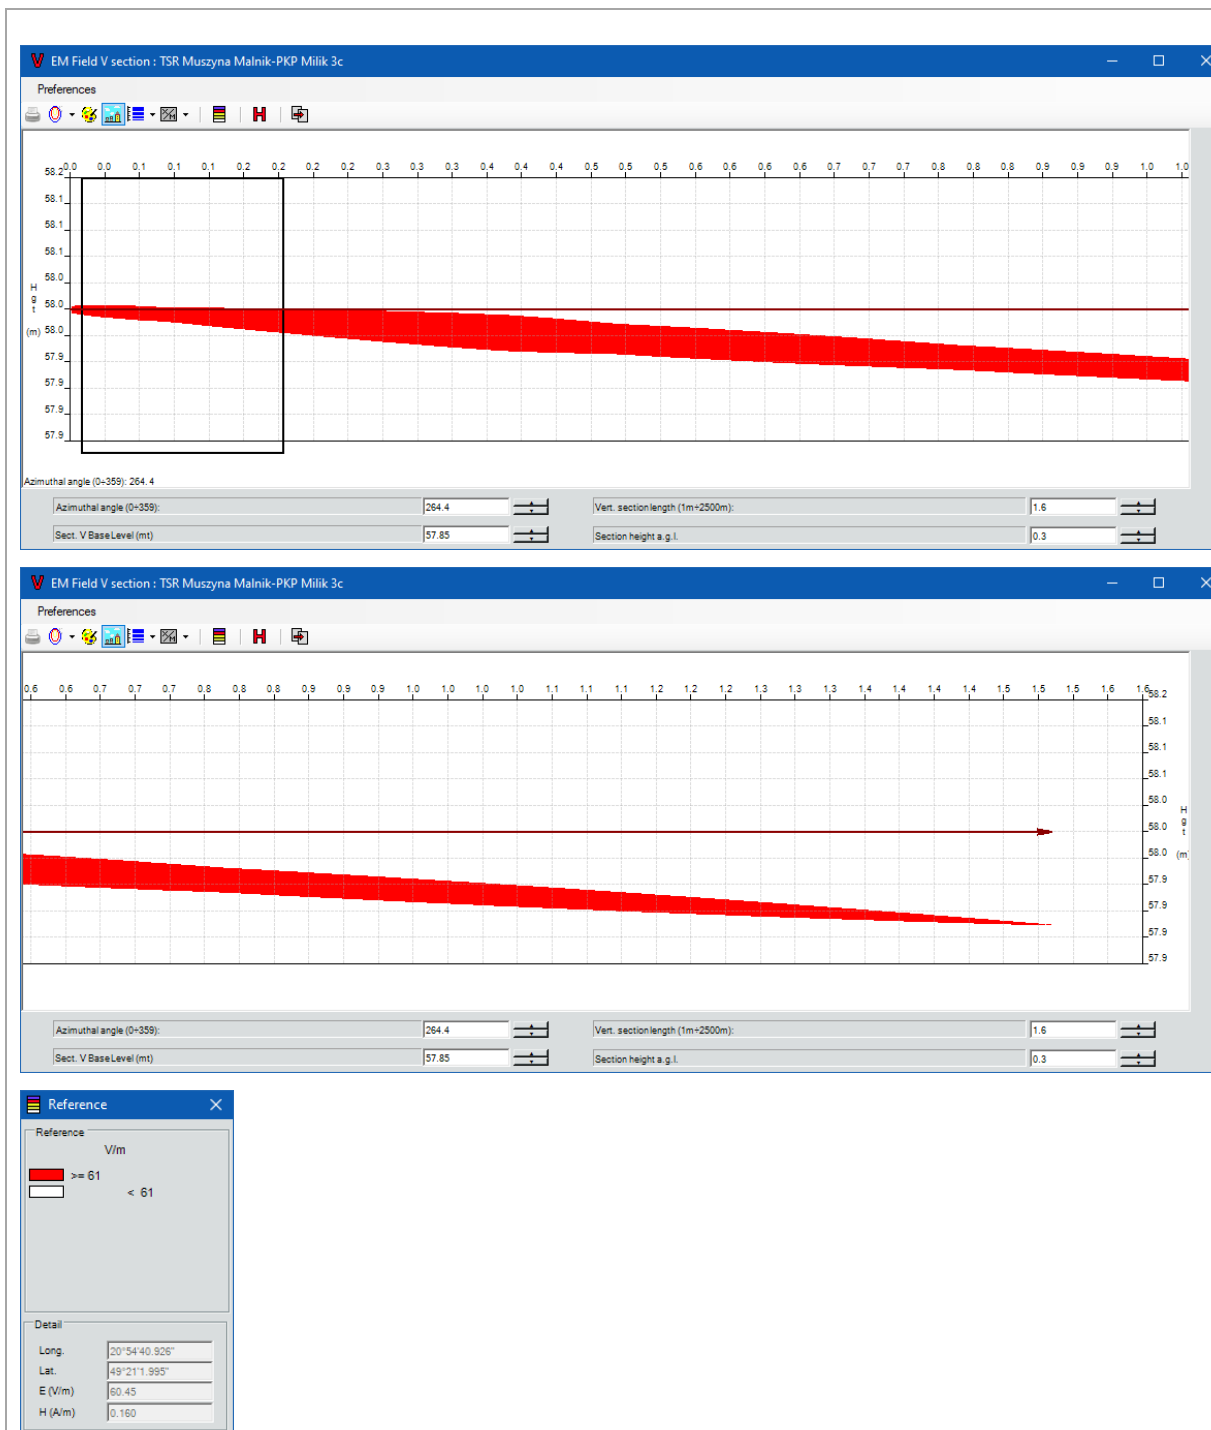 EM Field V section : TSR Muszyna Malnik-PKP Milik 3c
Preferences
0.0 0.0 0.1 0.1 0.1 0.2 0.2 0.2 0.2 0.3 0.3 0.3 0.4 0.4 0.4 0.5 0.5 0.5 0.6 0.6 0.6 0.6 0.7 0.7 0.7 0.8 0.8 0.8 0.9 0.9 0.9 1.0 1.0
58.2
58.1
58.1
58.1
58.0
58.0
58.0
57.9
57.9
57.9
57.9
Hgt
(m)
Azimuthal angle (0÷359): 264.4
Azimuthal angle (0÷359): 264.4 Vert. section length (1m÷2500m): 1.6
Sect. V Base Level (mt) 57.85 Section height a.g.l. 0.3
EM Field V section : TSR Muszyna Malnik-PKP Milik 3c
Preferences
0.6 0.6 0.7 0.7 0.7 0.8 0.8 0.8 0.9 0.9 0.9 1.0 1.0 1.0 1.0 1.1 1.1 1.1 1.2 1.2 1.2 1.3 1.3 1.3 1.4 1.4 1.4 1.4 1.5 1.5 1.5 1.6 1.6
58.2
58.1
58.1
58.1
58.0
58.0
58.0
57.9
57.9
57.9
57.9
Hgt
(m
Azimuthal angle (0÷359): 264.4 Vert. section length (1m÷2500m): 1.6
Sect. V Base Level (mt) 57.85 Section height a.g.l. 0.3
Reference
Reference
V/m
>= 61
< 61
Detail
Long. 20°54'40.926"
Lat. 49°21'1.995"
E (V/m) 60.45
H (A/m) 0.160